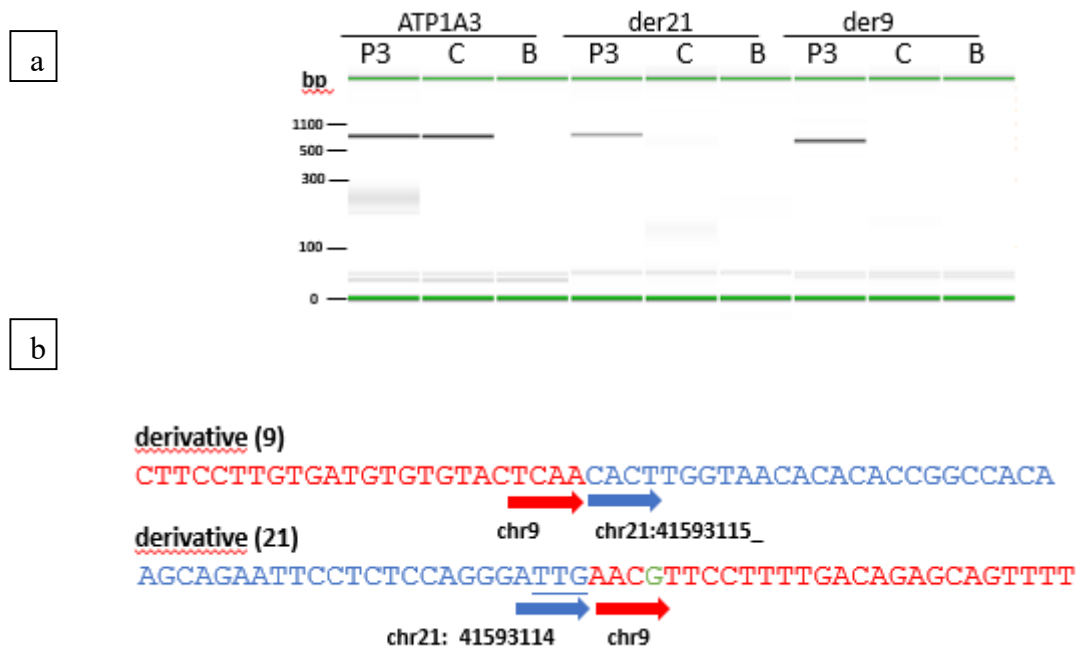 a
ATP1A3 der21 der9
P3 C B P3 C B P3 C B
bp
1100
500
300
100
0
b
derivative (9)
CTTCCTTGTGATGTGTGTACTCAACACTTGGTAACACACACCGGCCACA
chr9 chr21:41593115_
derivative (21)
AGCAGAATTCCTCTCCAGGGATTGAACGTTCCTTTTGACAGAGCAGTTTT
chr21: 41593114 chr9